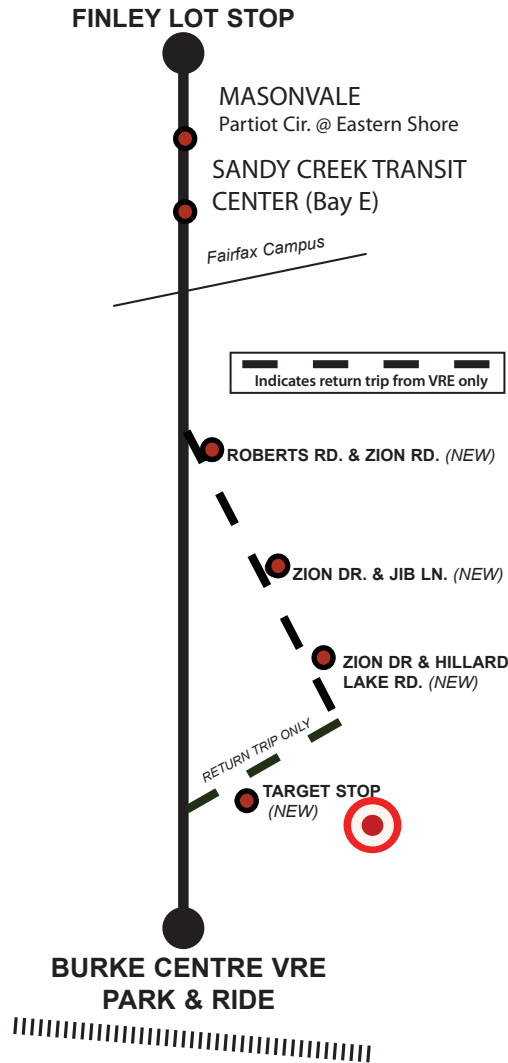 FINLEY LOT STOP
MASONVALE
Partiot Cir. @ Eastern Shore
SANDY CREEK TRANSIT
CENTER (Bay E)
Fairfax Campus
Indicates return trip from VRE only
ROBERTS RD. & ZION RD. (NEW)
ZION DR. & JIB LN. (NEW)
ZION DR & HILLARD
LAKE RD. (NEW)
RETURN TRIP ONLY
TARGET STOP
(NEW)
BURKE CENTRE VRE
PARK & RIDE